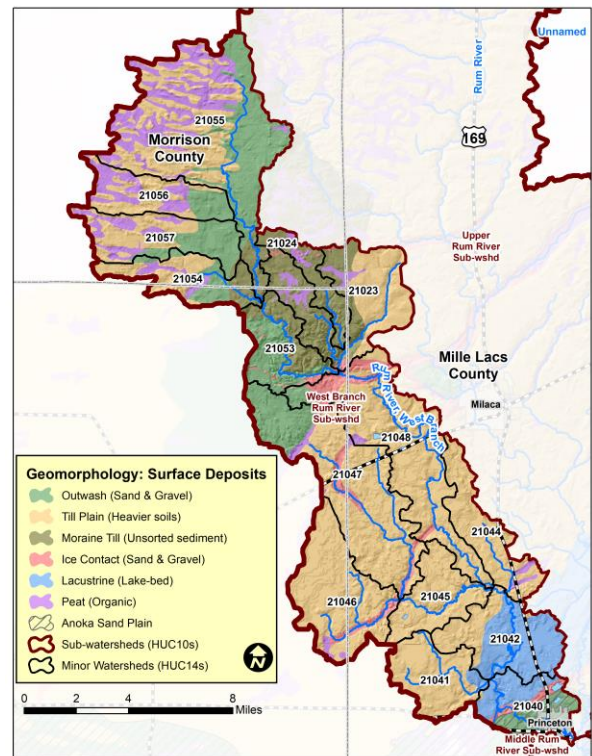 Unnamed
Rum River
169
21055
Morrison
County
21056
21057
21054
21024
Upper
Rum River
Sub-wshd
21023
21053
Mille Lacs
County
Rum River, West Branch
West Branch
Rum River
Sub-wshd
Milaca
21048
21047
21044
21045
21046
21042
21041
21040
Princeton
Middle Rum
River Sub-wshd
Geomorphology: Surface Deposits
Outwash (Sand & Gravel)
Till Plain (Heavier soils)
Moraine Till (Unsorted sediment)
Ice Contact (Sand & Gravel)
Lacustrine (Lake-bed)
Peat (Organic)
Anoka Sand Plain
Sub-watersheds (HUC10s)
Minor Watersheds (HUC14s)
N
0 2 4 8
Miles